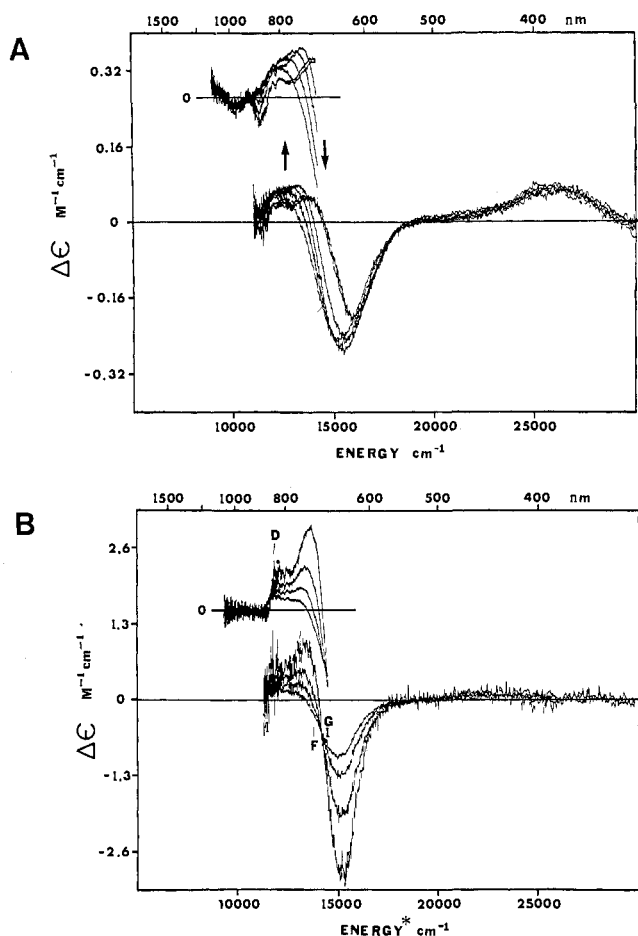 A
1500 1000 800 700 600 500 400 nm
0.32
0
0.16
0
-0.16
-0.32
Δϵ M⁻¹cm⁻¹
10000 15000 20000 25000
ENERGY cm⁻¹
B
1500 1000 800 700 600 500 400 nm
D
2,6
0
1,3
0
G
F
-1,3
-2,6
Δϵ M⁻¹cm⁻¹
10000 15000 20000 25000
ENERGY* cm⁻¹